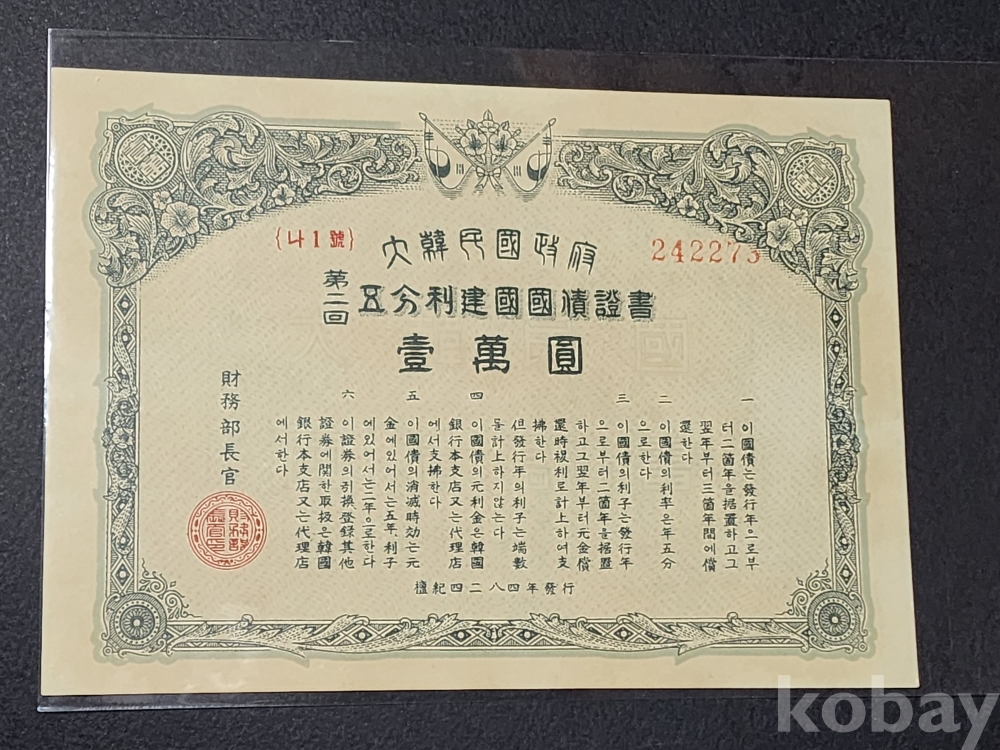 {나1號}
大韓民國政府
242273
第二回
五分利建國國債證書
壹萬圓
一 이國債는發行年으로부
터二箇年을据置하고그
翌年부터三箇年間에償
還한다
二 이國債의利率은年五分
으로한다
三 이國債의利子는發行年
으로부터二箇年을据置
하고그翌年부터元金償
還時複利로計上하여支
拂한다
但發行年의利子는端數
를計上하지않는다
四 이國債의元利金은韓國
銀行本支店又는代理店
에서支拂한다
五 이國債의消滅時効는元
金에있어서는五年、利子
에있어서는二年으로한다
六 이證券의引換、登錄其他
證券에關한取扱은韓國
銀行本支店又는代理店
에서한다
財務部長官
檀紀四二八四年發行
kobay